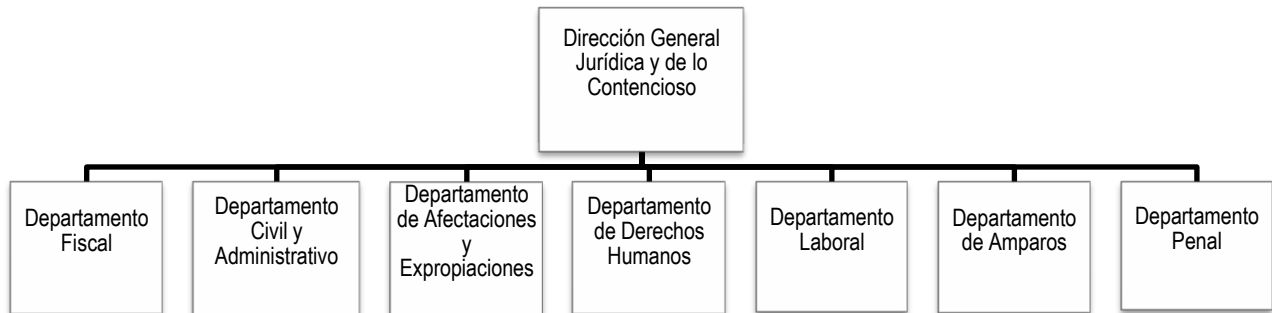 Dirección General
Jurídica y de lo
Contencioso
Departamento
Fiscal
Departamento
Civil y
Administrativo
Departamento
de Afectaciones
y
Expropiaciones
Departamento
de Derechos
Humanos
Departamento
Laboral
Departamento
de Amparos
Departamento
Penal